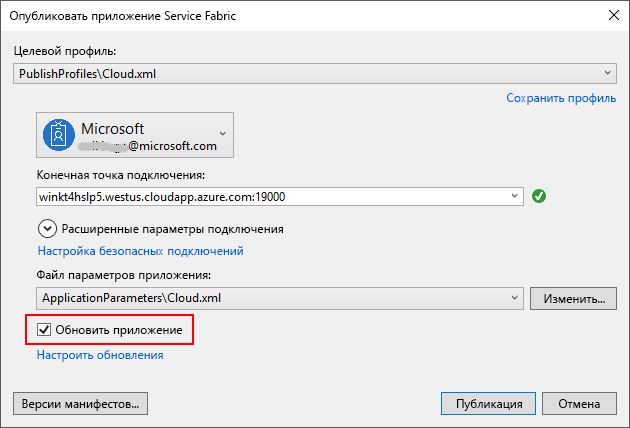 Опубликовать приложение Service Fabric
Целевой профиль:
PublishProfiles\Cloud.xml
Сохранить профиль
Microsoft
@microsoft.com
Конечная точка подключения:
winkt4hslp5.westus.cloudapp.azure.com:19000
Расширенные параметры подключения
Настройка безопасных подключений
Файл параметров приложения:
ApplicationParameters\Cloud.xml
Изменить...
Обновить приложение
Настроить обновления
Версии манифестов...
Публикация
Отмена